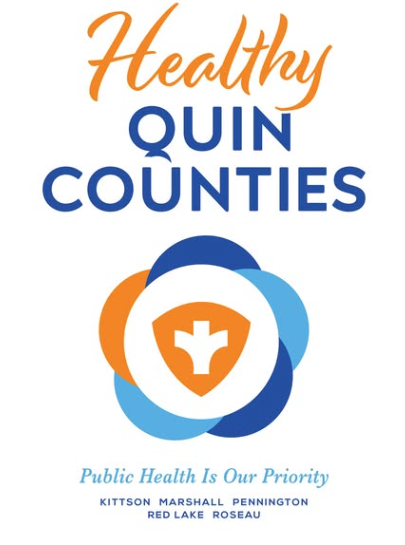 Healthy
QUIN
COUNTIES
Public Health Is Our Priority
KITTSON MARSHALL PENNINGTON
RED LAKE ROSEAU